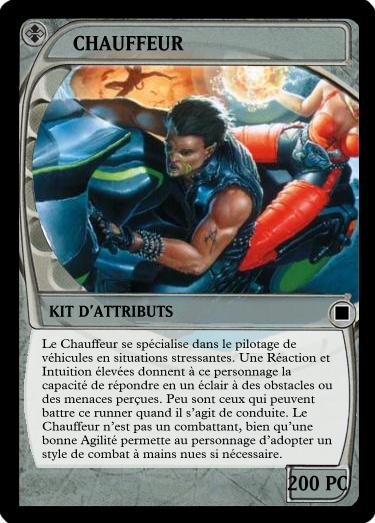 CHAUFFEUR
KIT D'ATTRIBUTS
Le Chauffeur se spécialise dans le pilotage de
véhicules en situations stressantes. Une Réaction et
Intuition élevées donnent à ce personnage la
capacité de répondre en un éclair à des obstacles ou
des menaces perçues. Peu sont ceux qui peuvent
battre ce runner quand il s'agit de conduite. Le
Chauffeur n'est pas un combattant, bien qu'une
bonne Agilité permette au personnage d'adopter un
style de combat à mains nues si nécessaire.
200 PC